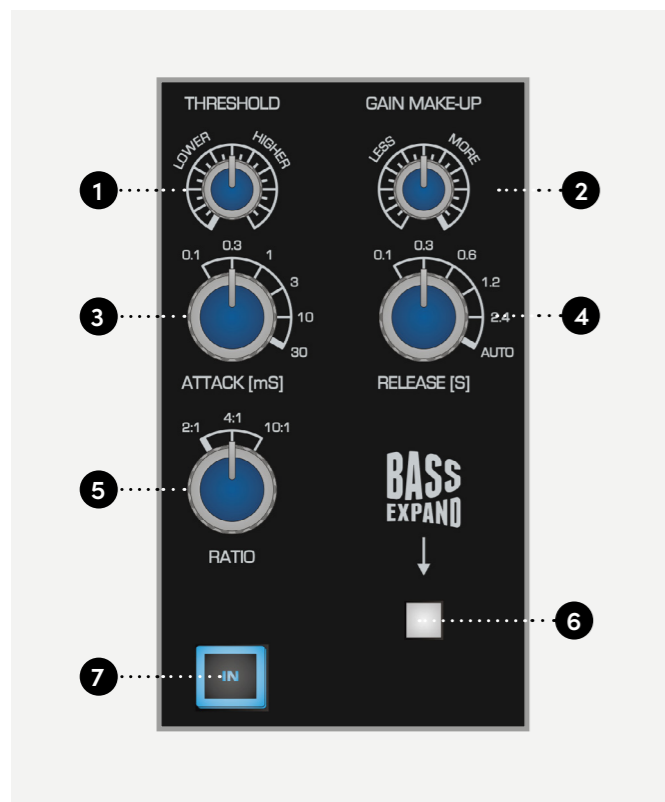 THRESHOLD
GAIN MAKE-UP
LOWER HIGHER
LESS MORE
1
2
0.1 0.3 1 3 10 30
0.1 0.3 0.6 1.2 2.4 AUTO
3
4
ATTACK [mS]
RELEASE [S]
2:1 4:1 10:1
5
RATIO
BASS
EXPAND
6
7
IN